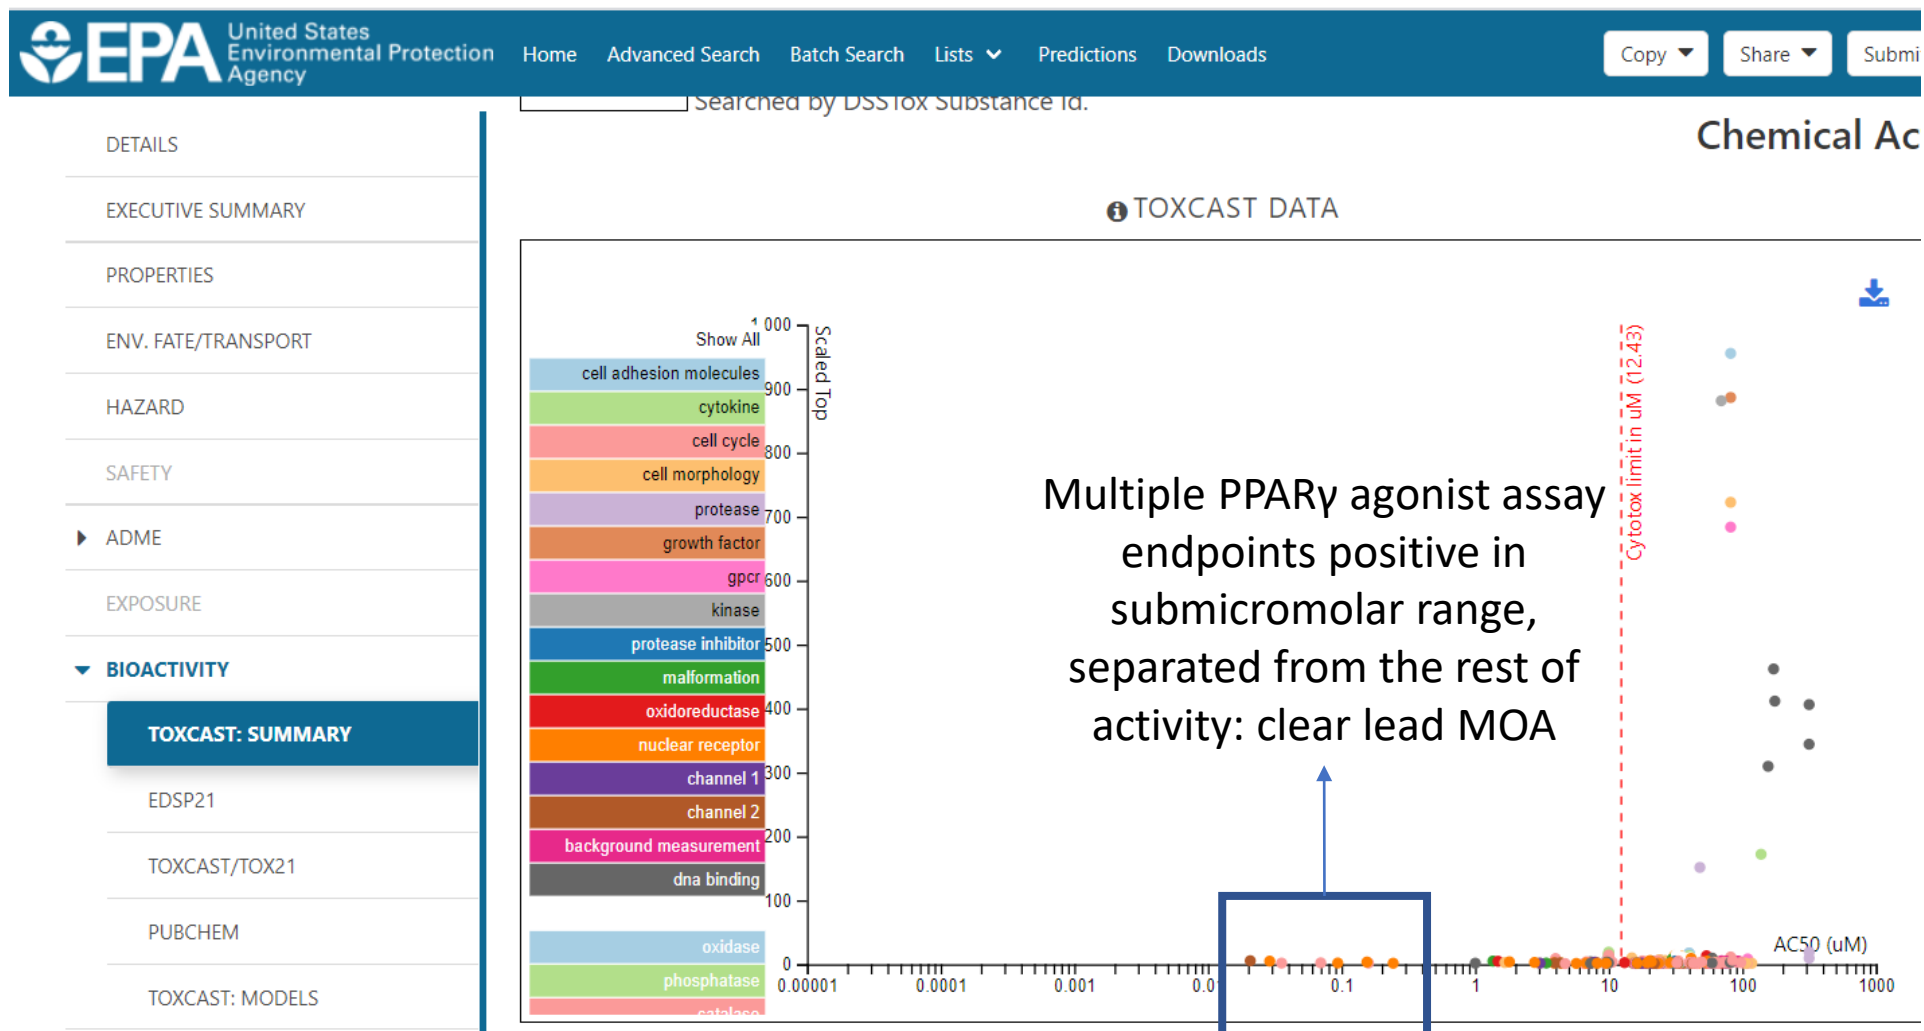 EPA
United States
Environmental Protection
Agency
Home Advanced Search Batch Search Lists Predictions Downloads
Copy Share Submi
Searched by DSSTox Substance Id.
Chemical Ac
DETAILS
EXECUTIVE SUMMARY
PROPERTIES
ENV. FATE/TRANSPORT
HAZARD
SAFETY
ADME
EXPOSURE
BIOACTIVITY
TOXCAST: SUMMARY
EDSP21
TOXCAST/TOX21
PUBCHEM
TOXCAST: MODELS
TOXCAST DATA
Show All
cell adhesion molecules
cytokine
cell cycle
cell morphology
protease
growth factor
gpcr
kinase
protease inhibitor
malformation
oxidoreductase
nuclear receptor
channel 1
channel 2
background measurement
dna binding
oxidase
phosphatase
catalase
1 000
900
800
700
600
500
400
300
200
100
0
Scaled Top
Multiple PPARγ agonist assay
endpoints positive in
submicromolar range,
separated from the rest of
activity: clear lead MOA
Cytotox limit in uM (12.43)
AC50 (uM)
0.00001 0.0001 0.001 0.01 0.1 1 10 100 1000